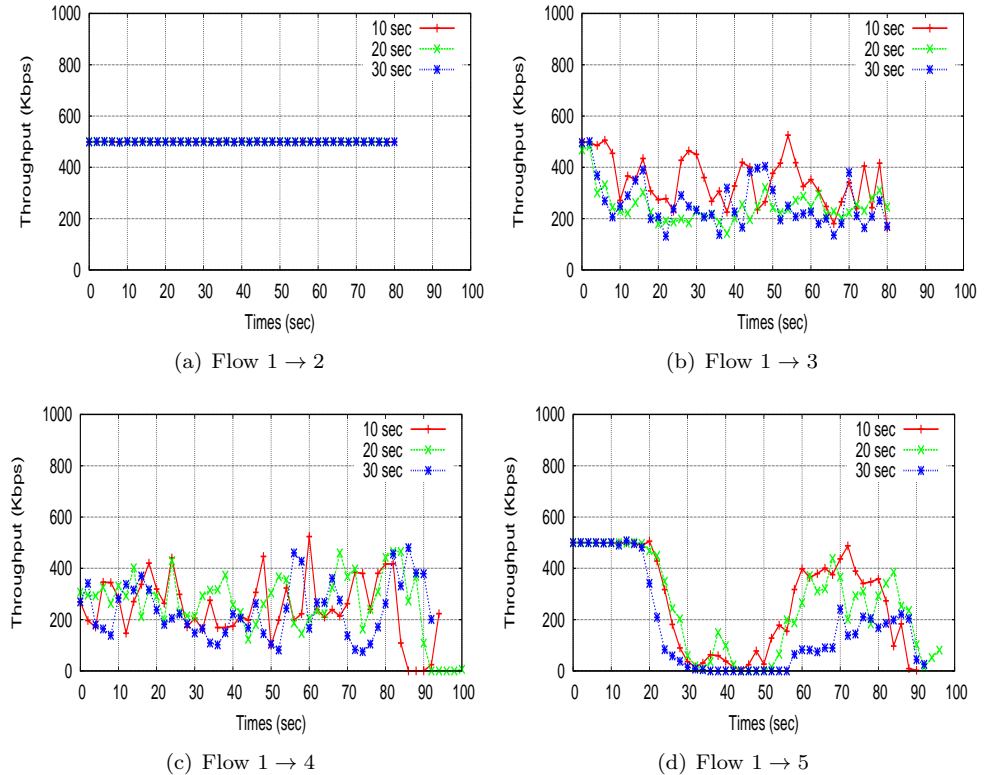 1000
800
600
400
200
0
Throughput (Kbps)
10 sec
20 sec
30 sec
0 10 20 30 40 50 60 70 80 90 100
Times (sec)
(a) Flow 1 → 2
1000
800
600
400
200
0
Throughput (Kbps)
10 sec
20 sec
30 sec
0 10 20 30 40 50 60 70 80 90 100
Times (sec)
(b) Flow 1 → 3
1000
800
600
400
200
0
Throughput (Kbps)
10 sec
20 sec
30 sec
0 10 20 30 40 50 60 70 80 90 100
Times (sec)
(c) Flow 1 → 4
1000
800
600
400
200
0
Throughput (Kbps)
10 sec
20 sec
30 sec
0 10 20 30 40 50 60 70 80 90 100
Times (sec)
(d) Flow 1 → 5